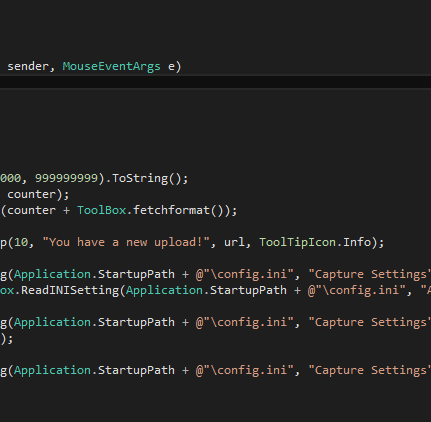 sender, MouseEventArgs e)
000, 999999999).ToString();
counter);
(counter + ToolBox.fetchformat());
p(10, "You have a new upload!", url, ToolTipIcon.Info);
g(Application.StartupPath + @"\config.ini", "Capture Settings"
ox.ReadINISetting(Application.StartupPath + @"\config.ini", "A
g(Application.StartupPath + @"\config.ini", "Capture Settings"
);
g(Application.StartupPath + @"\config.ini", "Capture Settings"